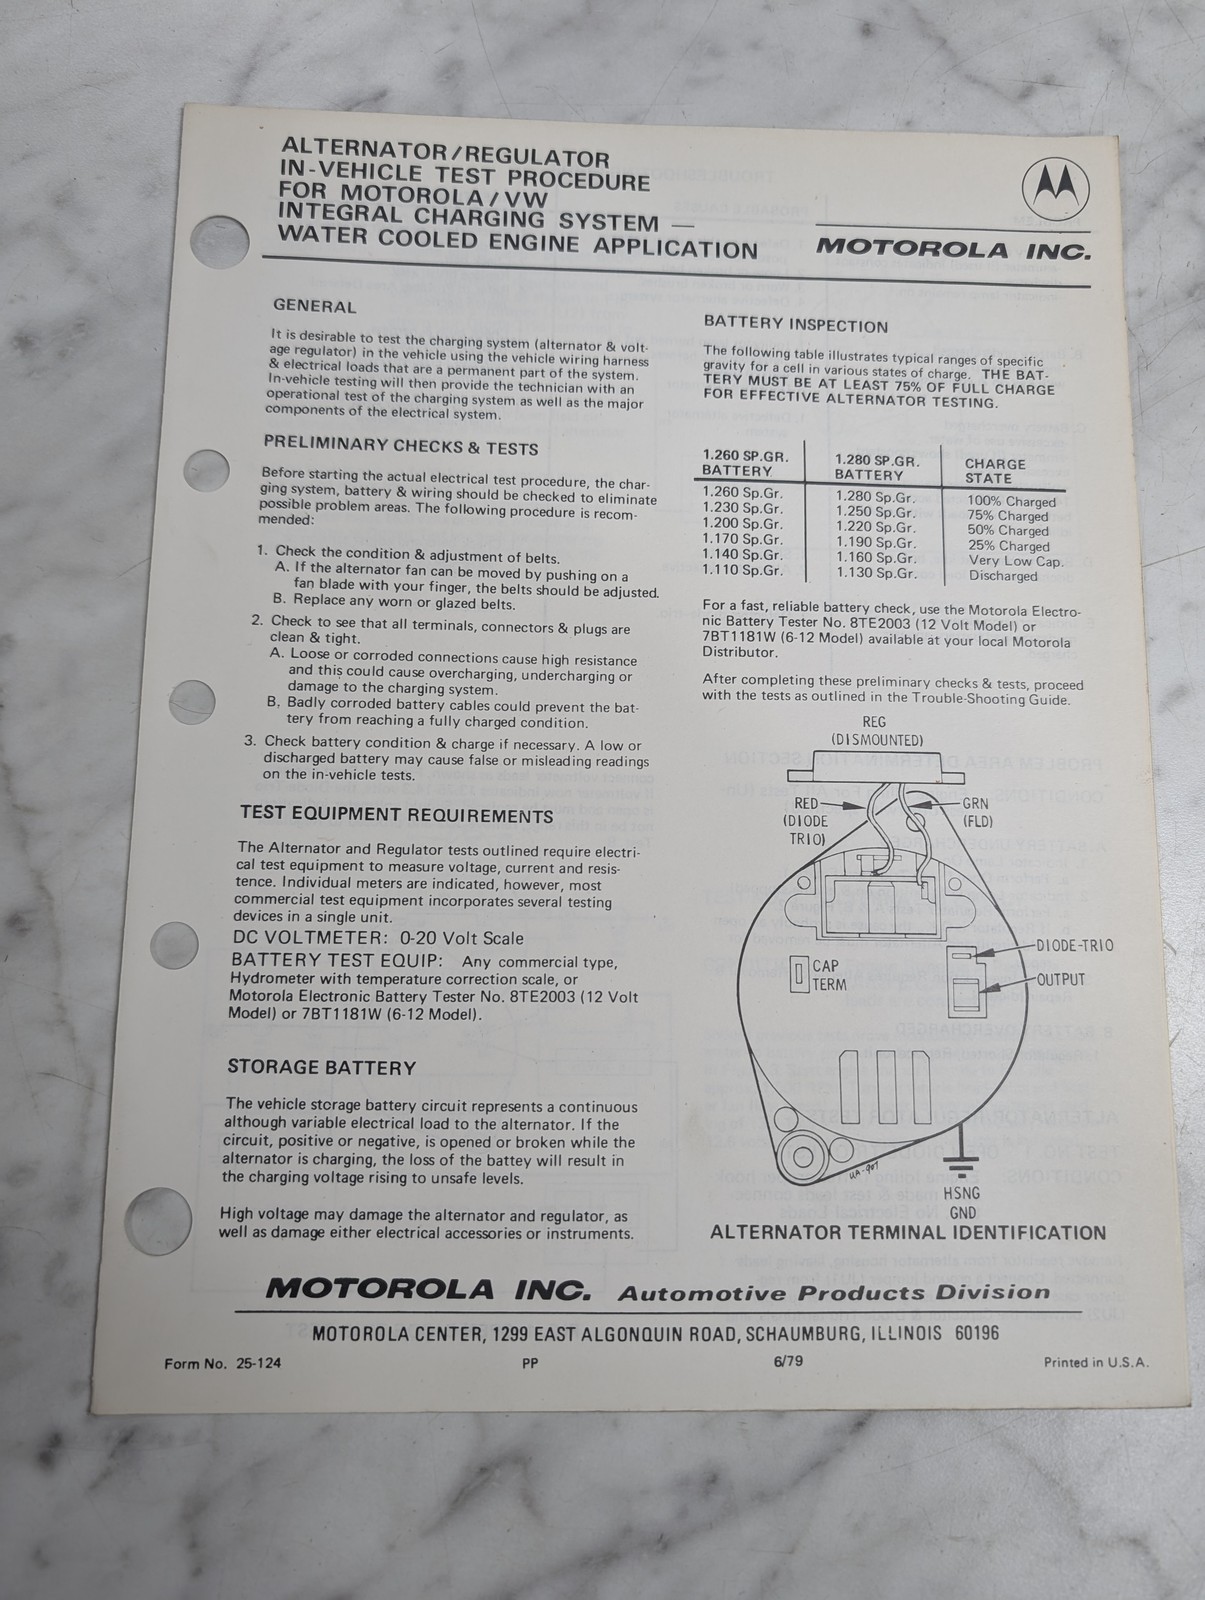 ALTERNATOR/REGULATOR
IN-VEHICLE TEST PROCEDURE
FOR MOTOROLA/VW
INTEGRAL CHARGING SYSTEM —
WATER COOLED ENGINE APPLICATION
MOTOROLA INC.
GENERAL
It is desirable to test the charging system (alternator & volt-
age regulator) in the vehicle using the vehicle wiring harness
& electrical loads that are a permanent part of the system.
In-vehicle testing will then provide the technician with an
operational test of the charging system as well as the major
components of the electrical system.
PRELIMINARY CHECKS & TESTS
Before starting the actual electrical test procedure, the char-
ging system, battery & wiring should be checked to eliminate
possible problem areas. The following procedure is recom-
mended:
1. Check the condition & adjustment of belts.
A. If the alternator fan can be moved by pushing on a
fan blade with your finger, the belts should be adjusted.
B. Replace any worn or glazed belts.
2. Check to see that all terminals, connectors & plugs are
clean & tight.
A. Loose or corroded connections cause high resistance
and this could cause overcharging, undercharging or
damage to the charging system.
B. Badly corroded battery cables could prevent the bat-
tery from reaching a fully charged condition.
3. Check battery condition & charge if necessary. A low or
discharged battery may cause false or misleading readings
on the in-vehicle tests.
TEST EQUIPMENT REQUIREMENTS
The Alternator and Regulator tests outlined require electri-
cal test equipment to measure voltage, current and resis-
tence. Individual meters are indicated, however, most
commercial test equipment incorporates several testing
devices in a single unit.
DC VOLTMETER: 0-20 Volt Scale
BATTERY TEST EQUIP: Any commercial type,
Hydrometer with temperature correction scale, or
Motorola Electronic Battery Tester No. 8TE2003 (12 Volt
Model) or 7BT1181W (6-12 Model).
STORAGE BATTERY
The vehicle storage battery circuit represents a continuous
although variable electrical load to the alternator. If the
circuit, positive or negative, is opened or broken while the
alternator is charging, the loss of the battey will result in
the charging voltage rising to unsafe levels.
High voltage may damage the alternator and regulator, as
well as damage either electrical accessories or instruments.
BATTERY INSPECTION
The following table illustrates typical ranges of specific
gravity for a cell in various states of charge. THE BAT-
TERY MUST BE AT LEAST 75% OF FULL CHARGE
FOR EFFECTIVE ALTERNATOR TESTING.
1.260 SP.GR. 1.280 SP.GR. CHARGE
BATTERY BATTERY STATE
1.260 Sp.Gr. 1.280 Sp.Gr. 100% Charged
1.230 Sp.Gr. 1.250 Sp.Gr. 75% Charged
1.200 Sp.Gr. 1.220 Sp.Gr. 50% Charged
1.170 Sp.Gr. 1.190 Sp.Gr. 25% Charged
1.140 Sp.Gr. 1.160 Sp.Gr. Very Low Cap.
1.110 Sp.Gr. 1.130 Sp.Gr. Discharged
For a fast, reliable battery check, use the Motorola Electro-
nic Battery Tester No. 8TE2003 (12 Volt Model) or
7BT1181W (6-12 Model) available at your local Motorola
Distributor.
After completing these preliminary checks & tests, proceed
with the tests as outlined in the Trouble-Shooting Guide.
REG
(DISMOUNTED)
RED
(DIODE
TRIO)
GRN
(FLD)
DIODE-TRIO
CAP
TERM
OUTPUT
UA-907
HSNG
GND
ALTERNATOR TERMINAL IDENTIFICATION
MOTOROLA INC. Automotive Products Division
MOTOROLA CENTER, 1299 EAST ALGONQUIN ROAD, SCHAUMBURG, ILLINOIS 60196
Form No. 25-124 PP 6/79 Printed in U.S.A.